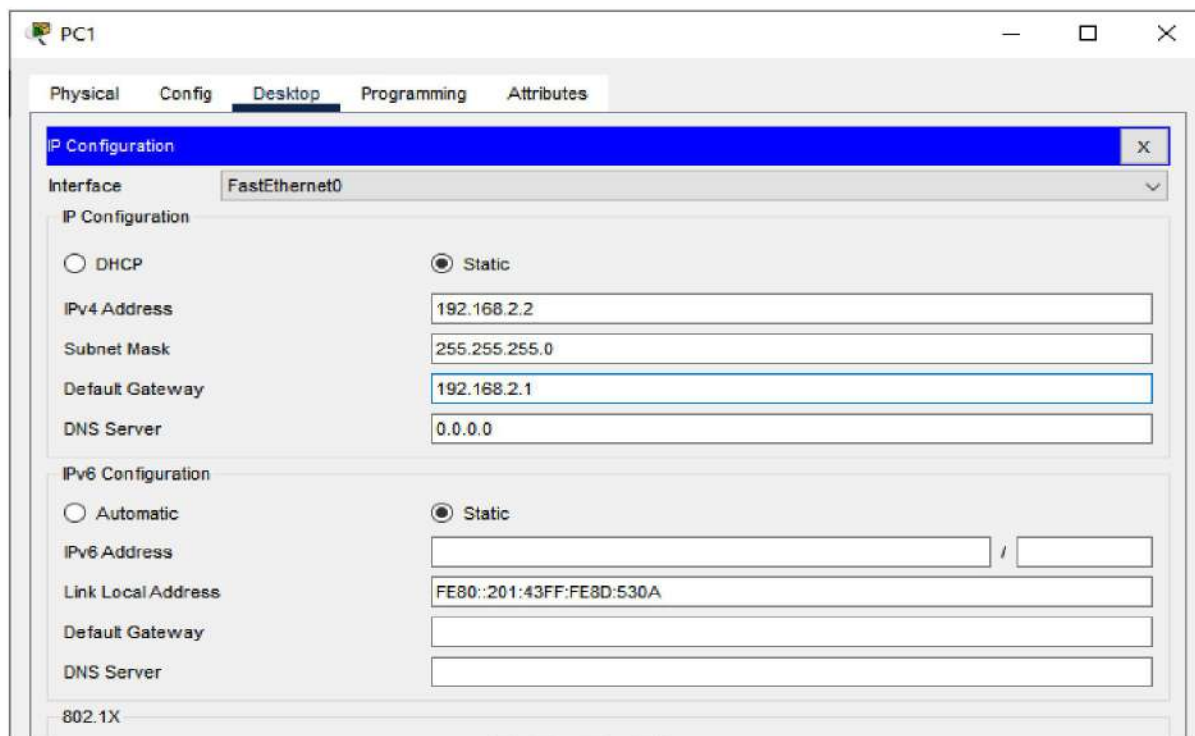 PC1
Physical Config Desktop Programming Attributes
IP Configuration X
Interface FastEthernet0
IP Configuration
DHCP Static
IPv4 Address 192.168.2.2
Subnet Mask 255.255.255.0
Default Gateway 192.168.2.1
DNS Server 0.0.0.0
IPv6 Configuration
Automatic Static
IPv6 Address /
Link Local Address FE80::201:43FF:FE8D:530A
Default Gateway
DNS Server
802.1X